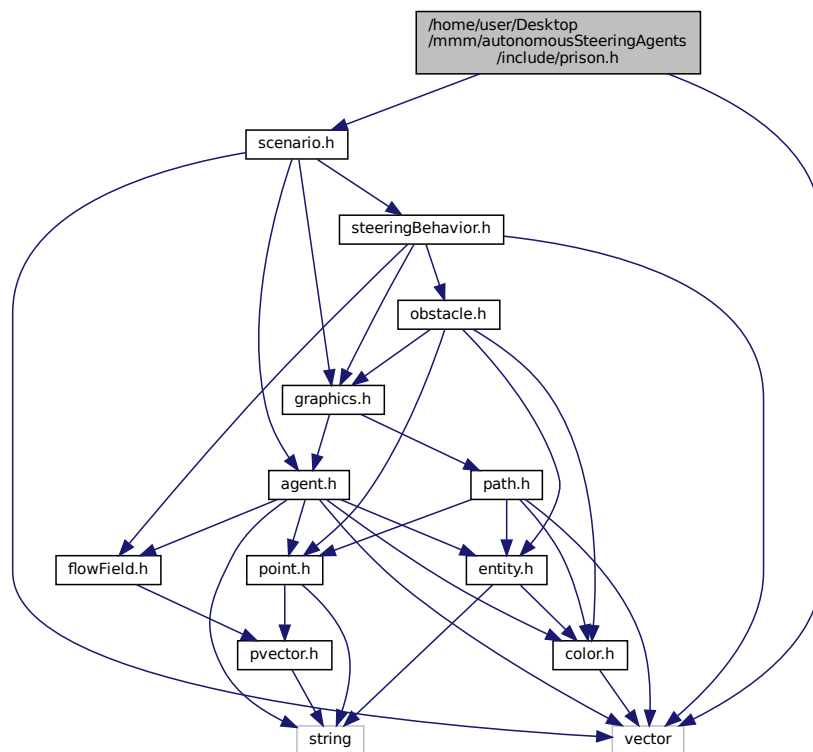 /home/user/Desktop
/mmm/autonomousSteeringAgents
/include/prison.h
scenario.h
steeringBehavior.h
obstacle.h
graphics.h
agent.h
path.h
flowField.h
point.h
entity.h
pvector.h
color.h
string
vector